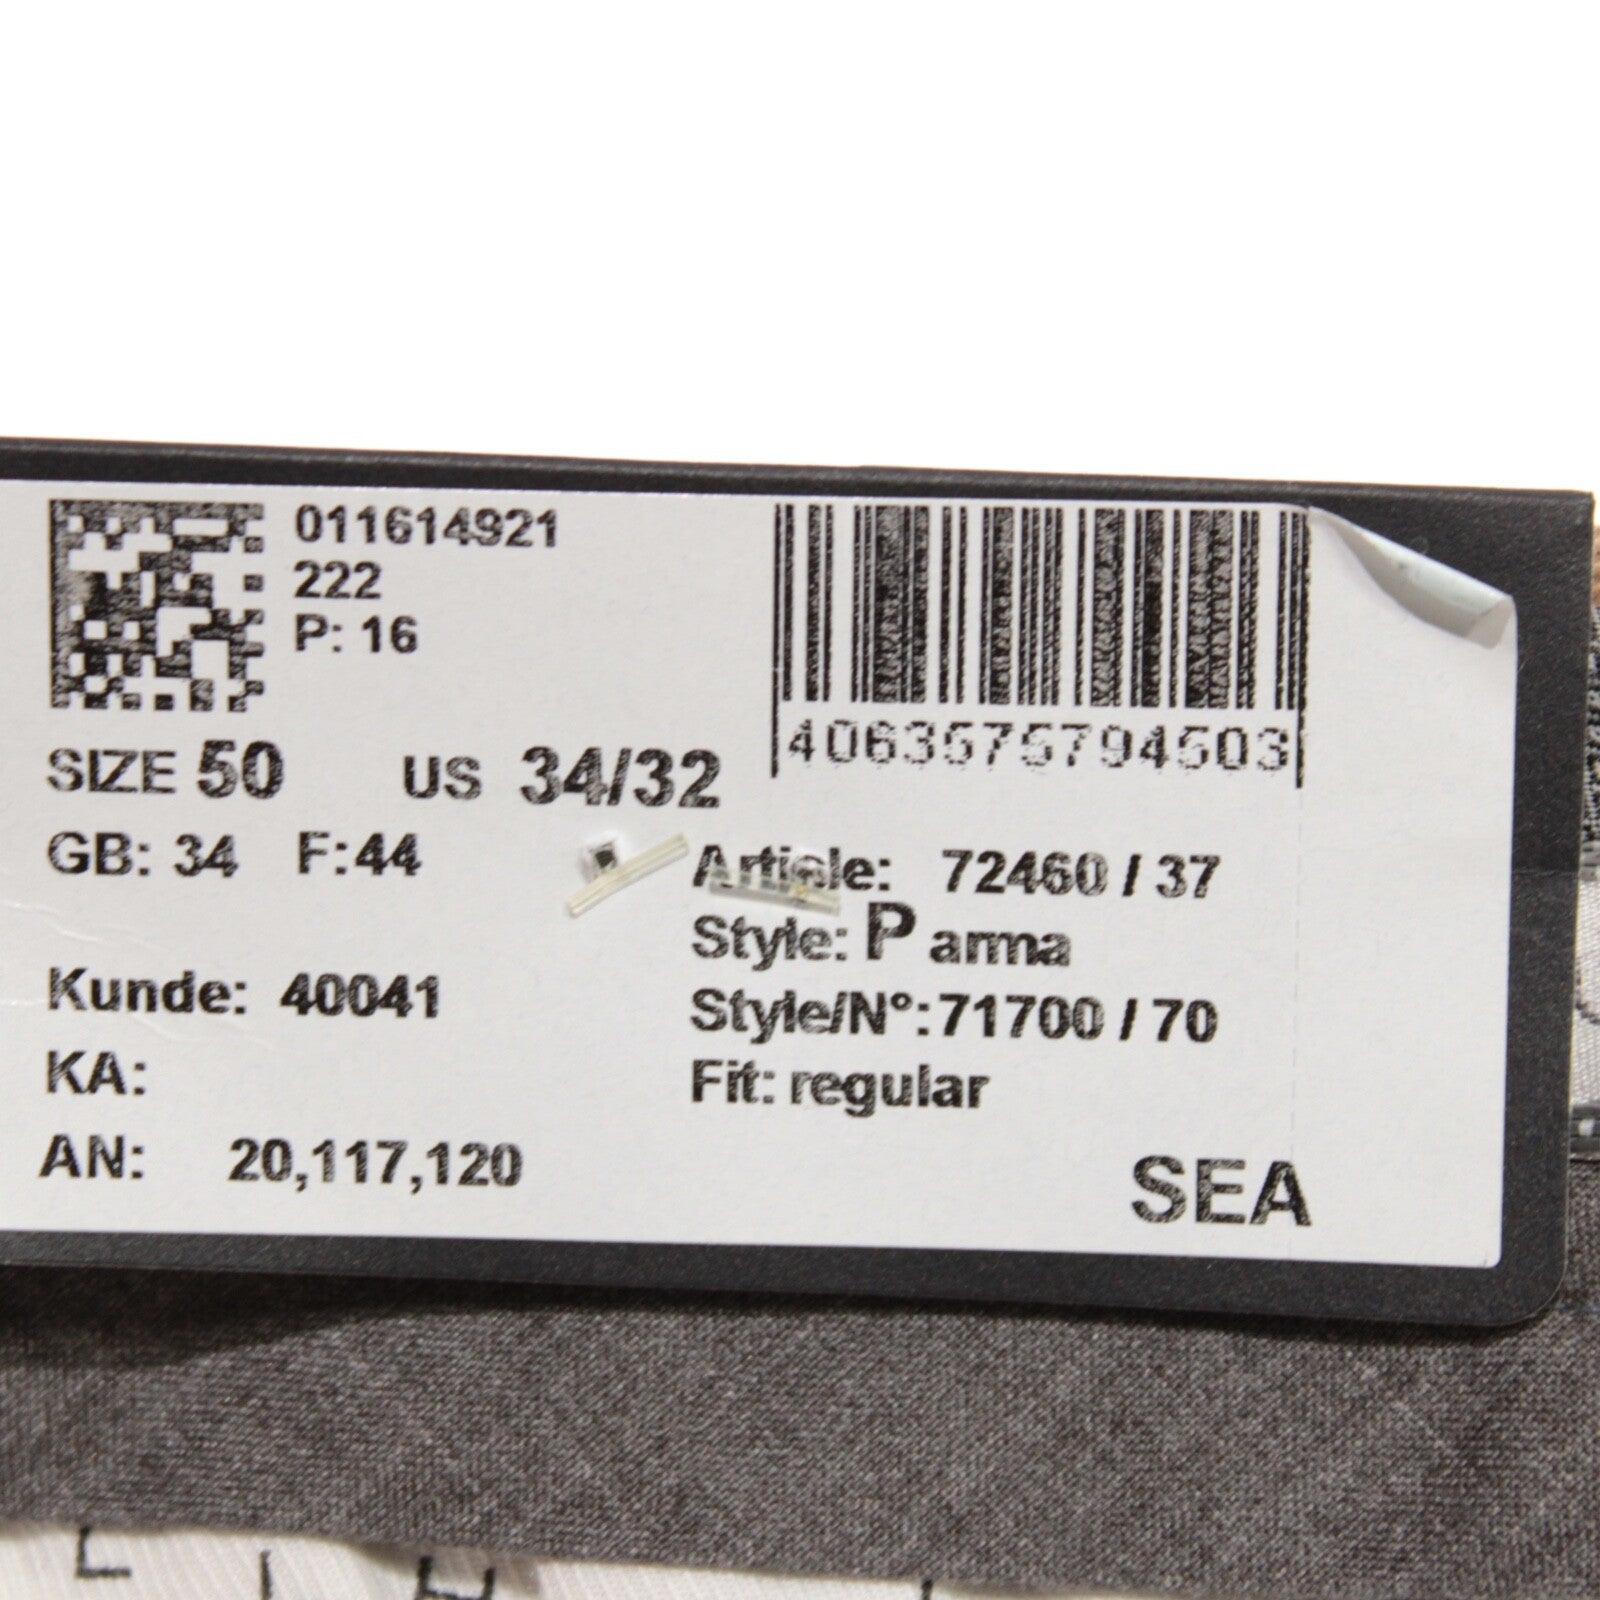 011614921
222
P: 16
4063575794503
SIZE 50 US 34/32
GB: 34 F:44
Article: 72460 / 37
Style: P arma
Kunde: 40041
Style/N°:71700 / 70
KA:
Fit: regular
AN: 20,117,120
SEA